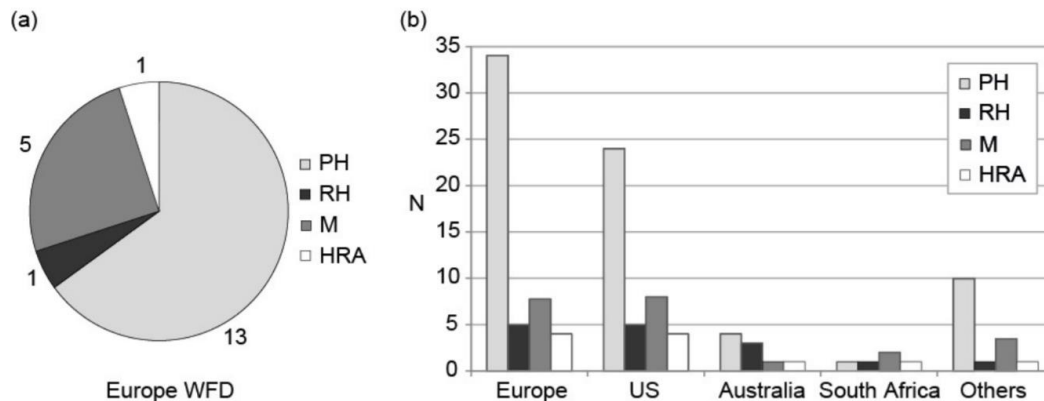 (a)
1
5
1
13
PH
RH
M
HRA
Europe WFD
(b)
35
30
25
20
15
10
5
0
N
PH
RH
M
HRA
Europe
US
Australia
South Africa
Others